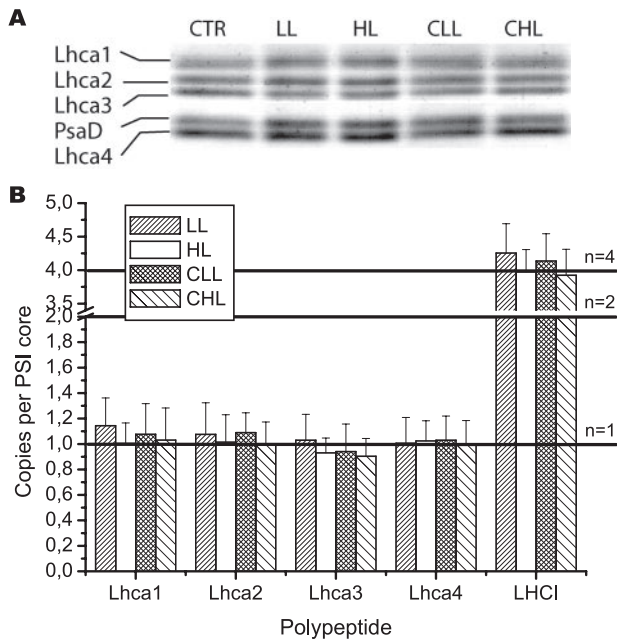 A
CTR LL HL CLL CHL
Lhca1
Lhca2
Lhca3
PsaD
Lhca4
B
Copies per PSI core
5,0
4,5
4,0
3,5
2,0
1,8
1,6
1,4
1,2
1,0
0,8
0,6
0,4
0,2
0,0
LL
HL
CLL
CHL
n=4
n=2
n=1
Lhca1 Lhca2 Lhca3 Lhca4 LHCI
Polypeptide